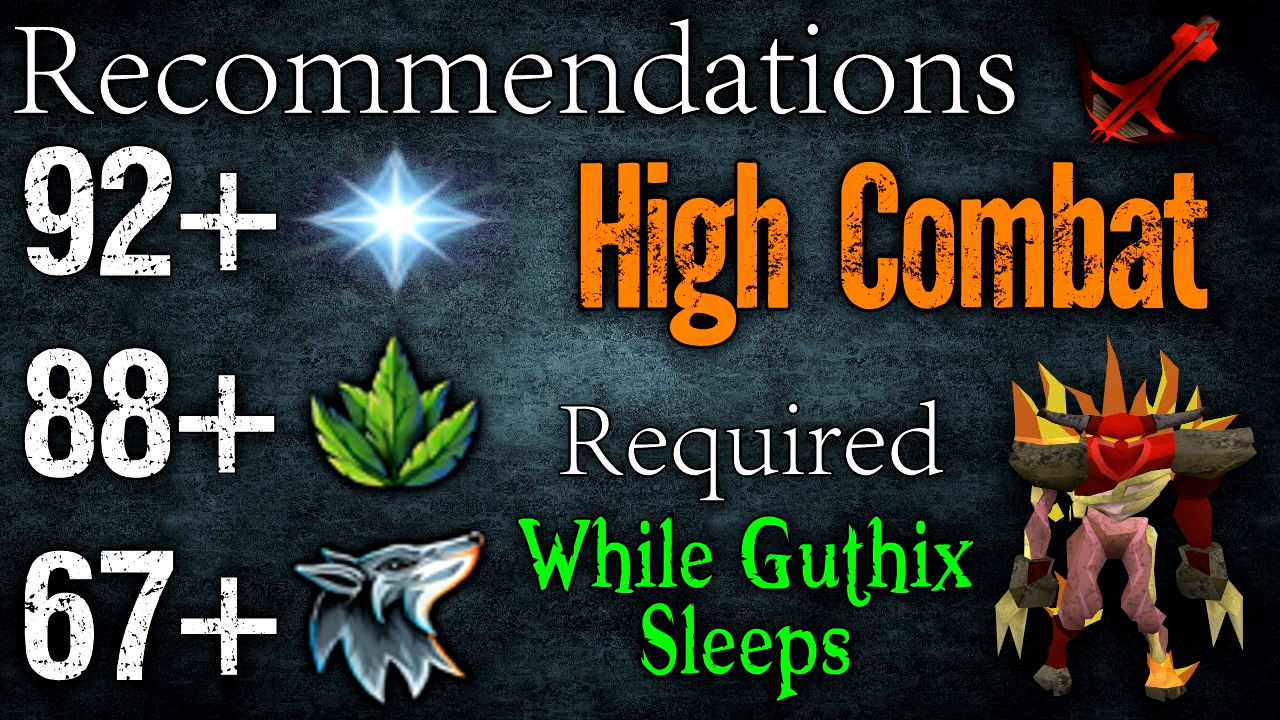 Recommendations
92+
High Combat
88+
Required
While Guthix
Sleeps
67+